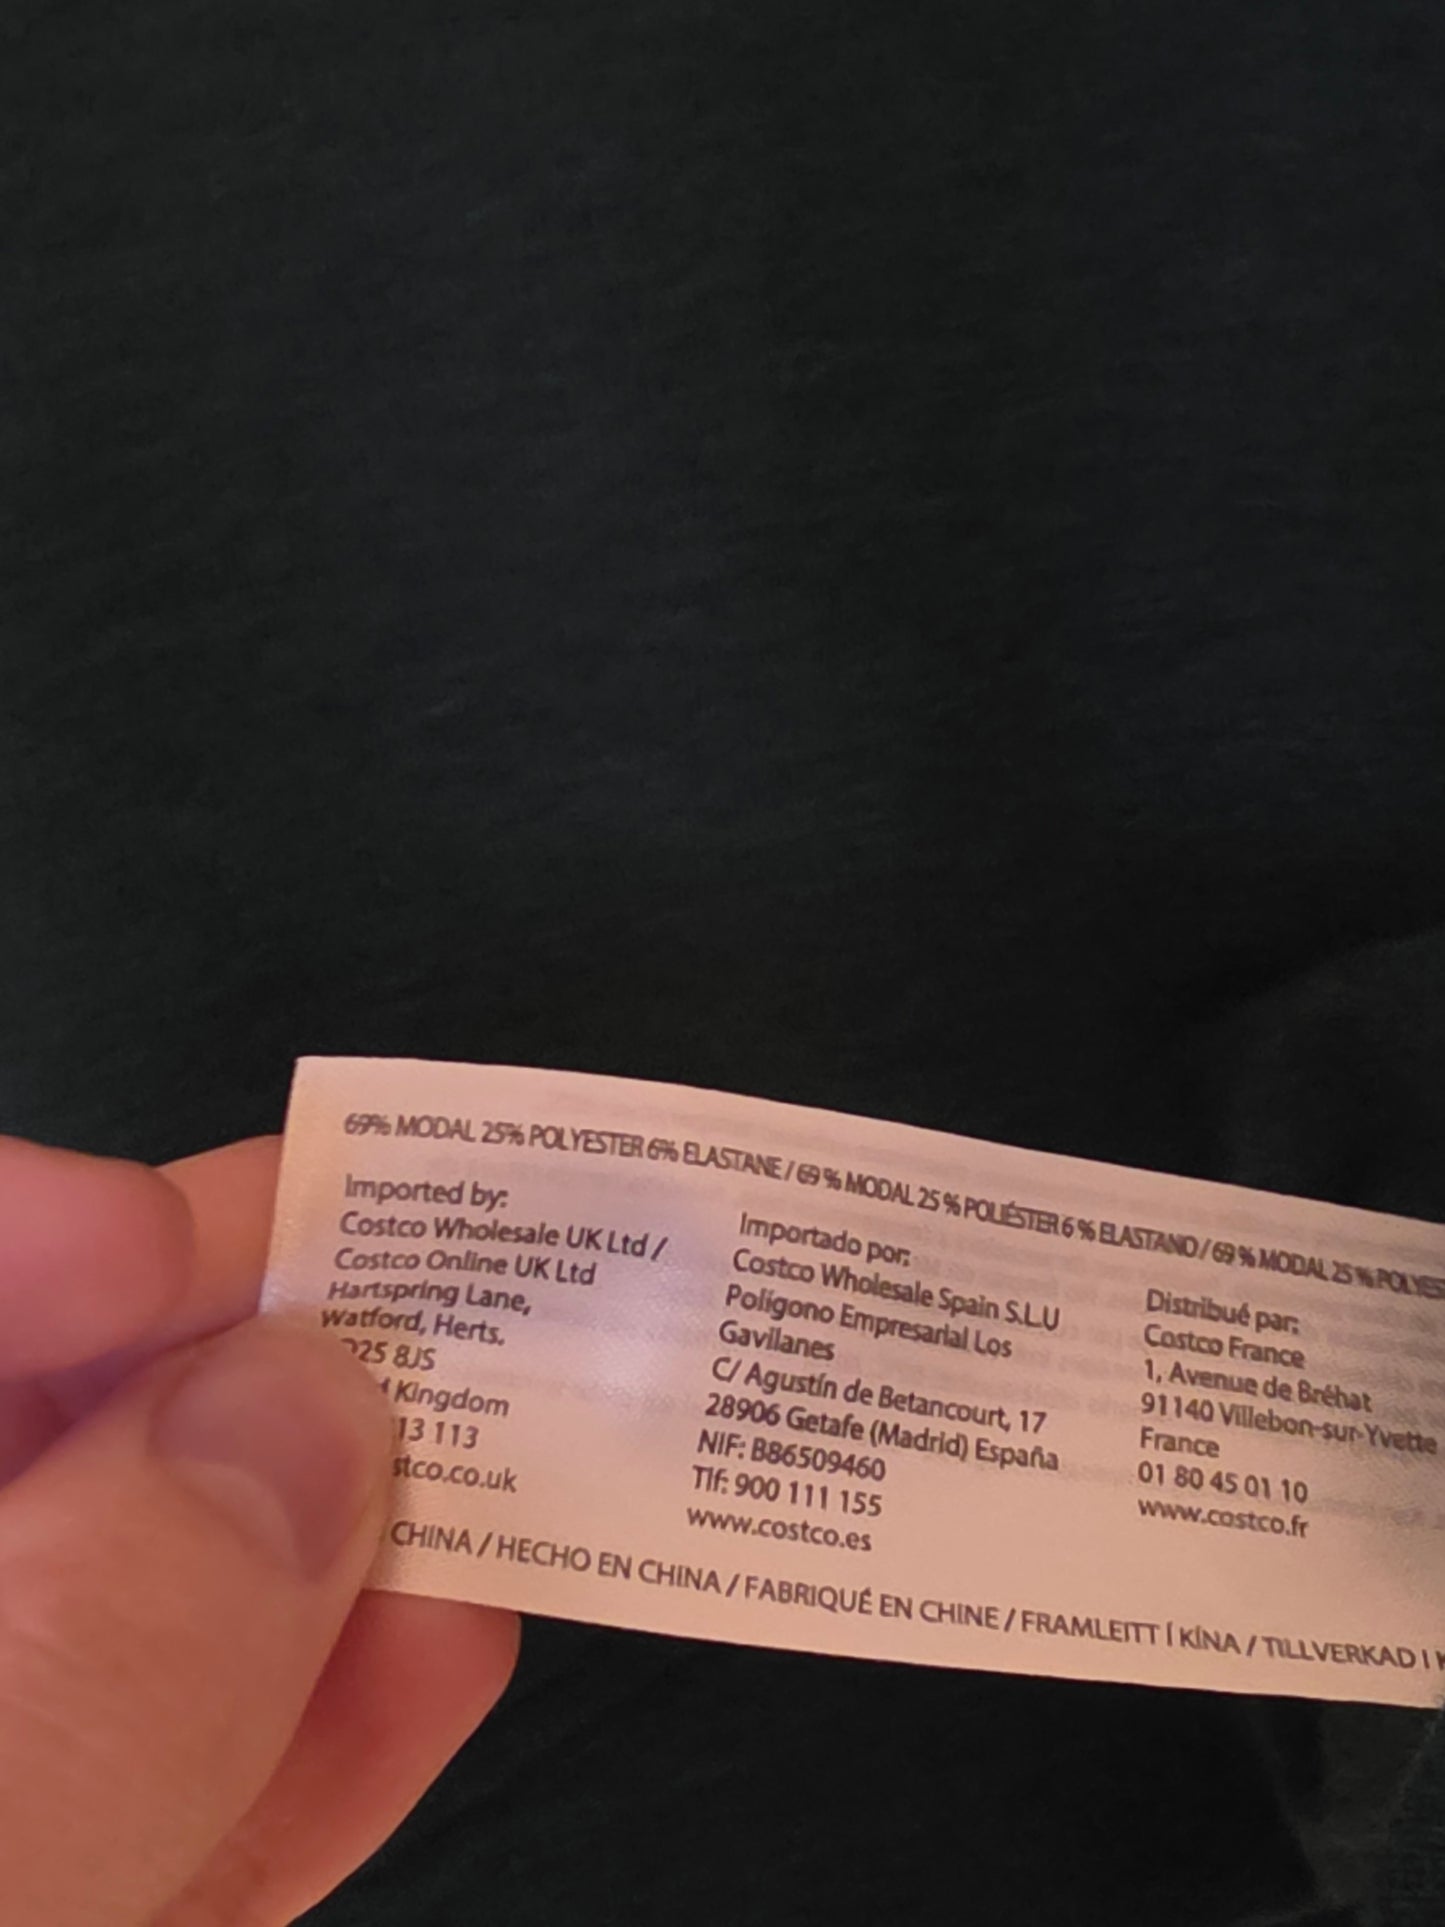 69% MODAL 25% POLYESTER 6% ELASTANE / 69 % MODAL 25 % POLIÉSTER 6 % ELASTANO / 69 % MODAL 25 %
Imported by:
Costco Wholesale UK Ltd /
Costco Online UK Ltd
Hartspring Lane,
Watford, Herts.
8JS
Kingdom
113
Importado por:
Costco Wholesale Spain S.L.U
Polígono Empresarial Los
Gavilanes
C/ Agustín de Betancourt, 17
28906 Getafe (Madrid) España
NIF: B86509460
Tlf: 900 111 155
www.costco.es
Distribué par:
Costco France
1, Avenue de Bréhat
91140 Villebon-sur-Yvette
France
01 80 45 01 10
www.costco.fr
CHINA / HECHO EN CHINA / FABRIQUÉ EN CHINE / FRAMLEITT Í KÍNA / TILLVERKAD I